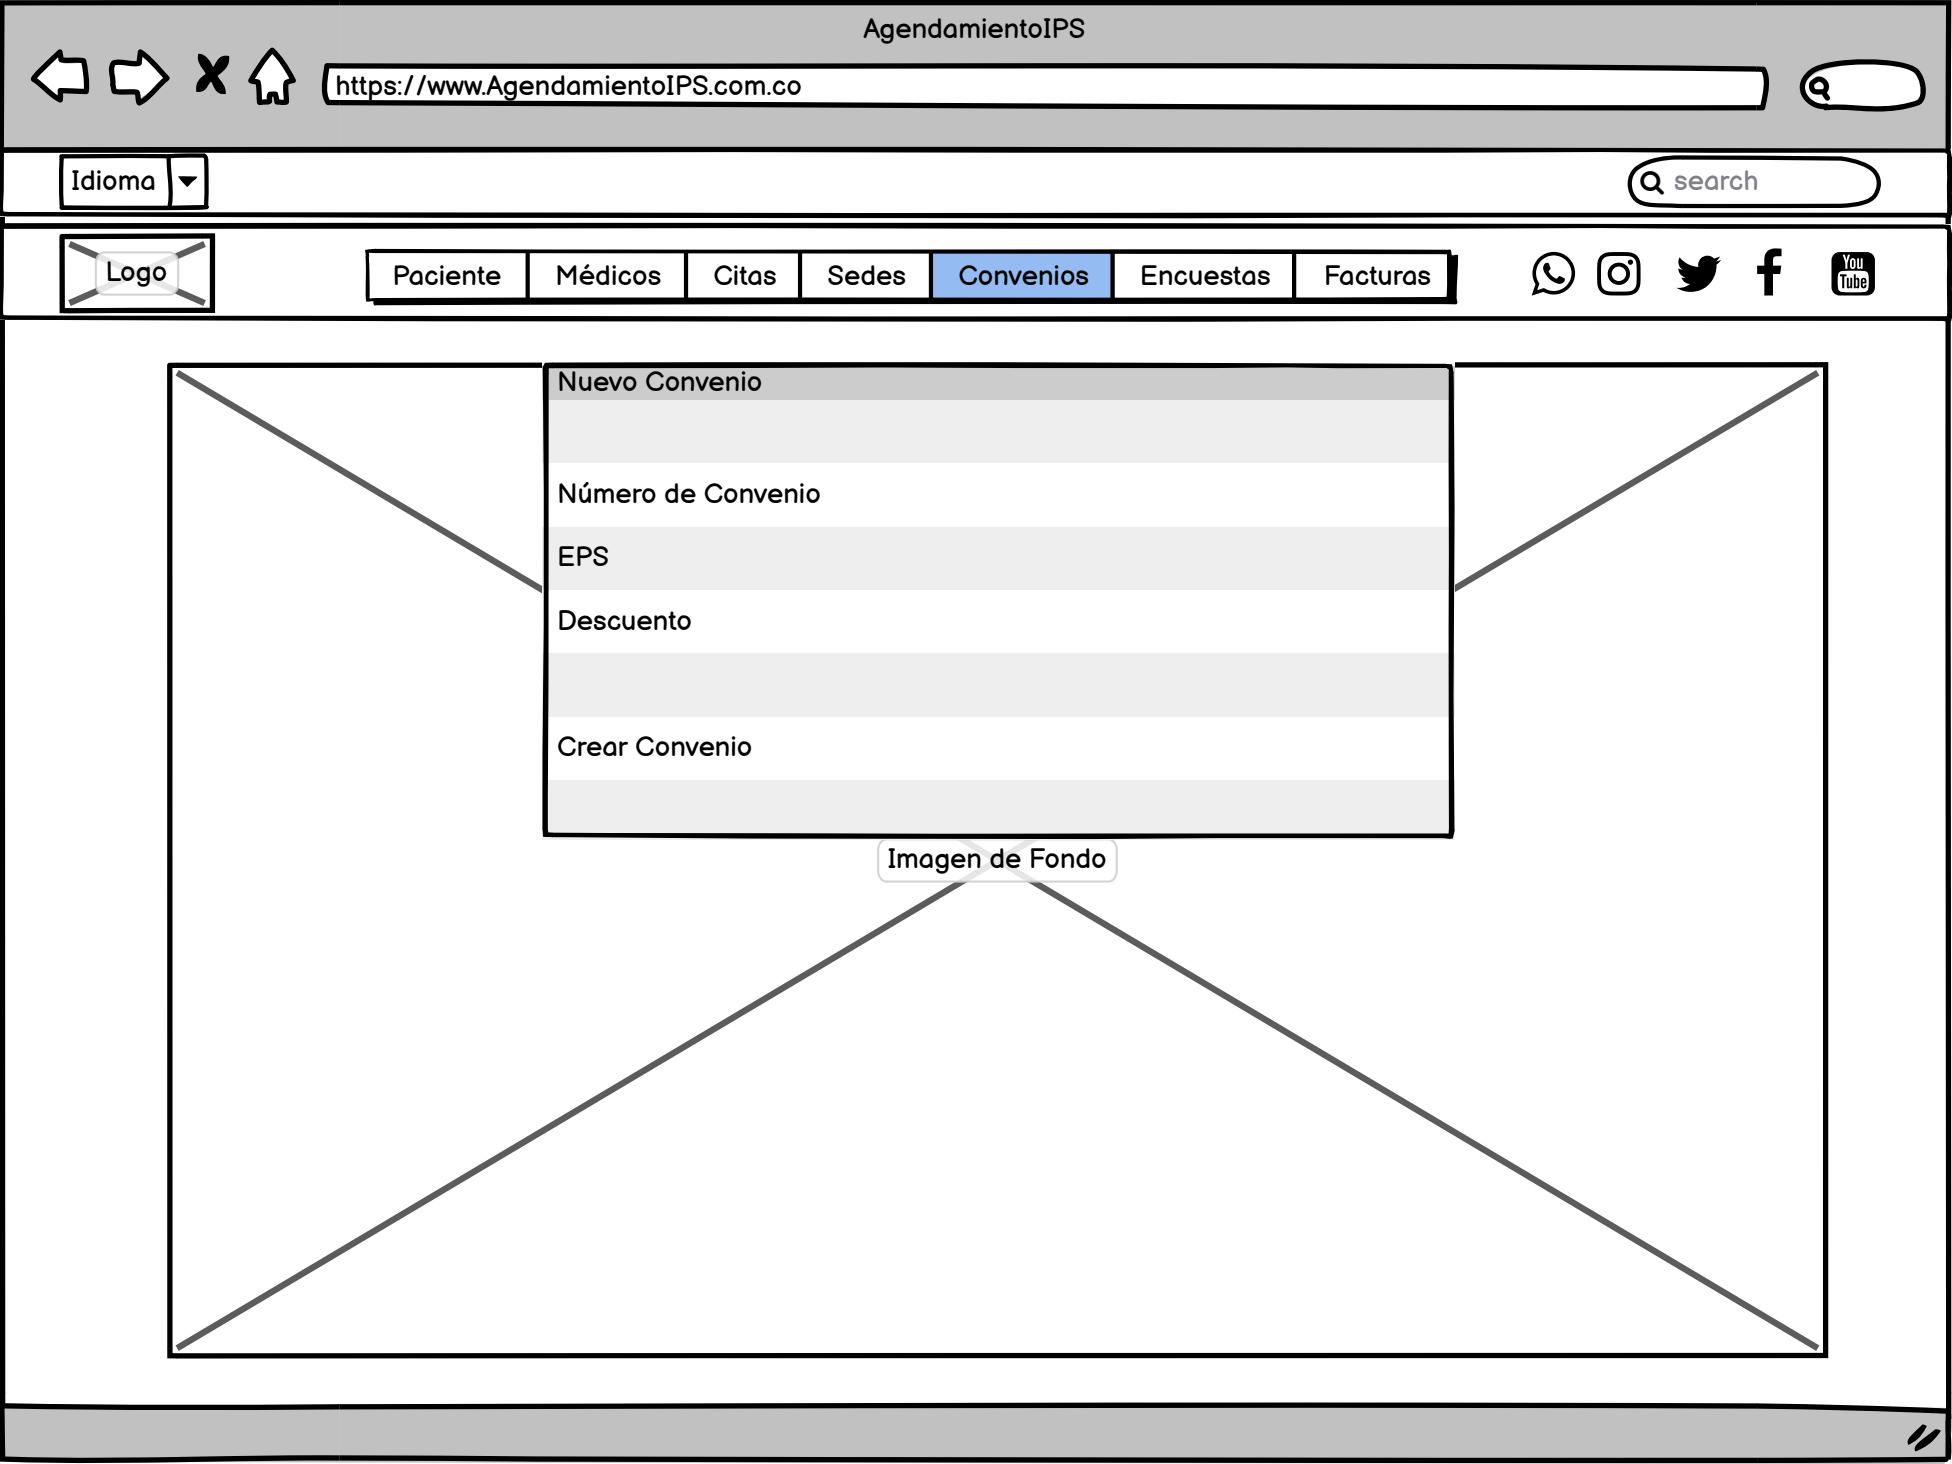 AgendamientoIPS
https://www.AgendamientoIPS.com.co
Idioma
search
Logo
Paciente Médicos Citas Sedes Convenios Encuestas Facturas
You
Tube
Nuevo Convenio
Número de Convenio
EPS
Descuento
Crear Convenio
Imagen de Fondo